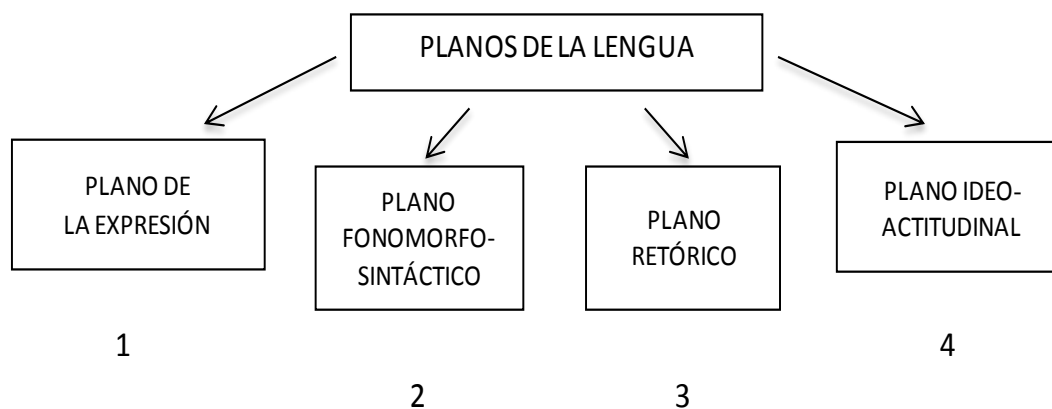 PLANOS DE LA LENGUA
PLANO DE
LA EXPRESIÓN
PLANO
FONOMORFO-
SINTÁCTICO
PLANO
RETÓRICO
PLANO IDEO-
ACTITUDINAL
1
2
3
4